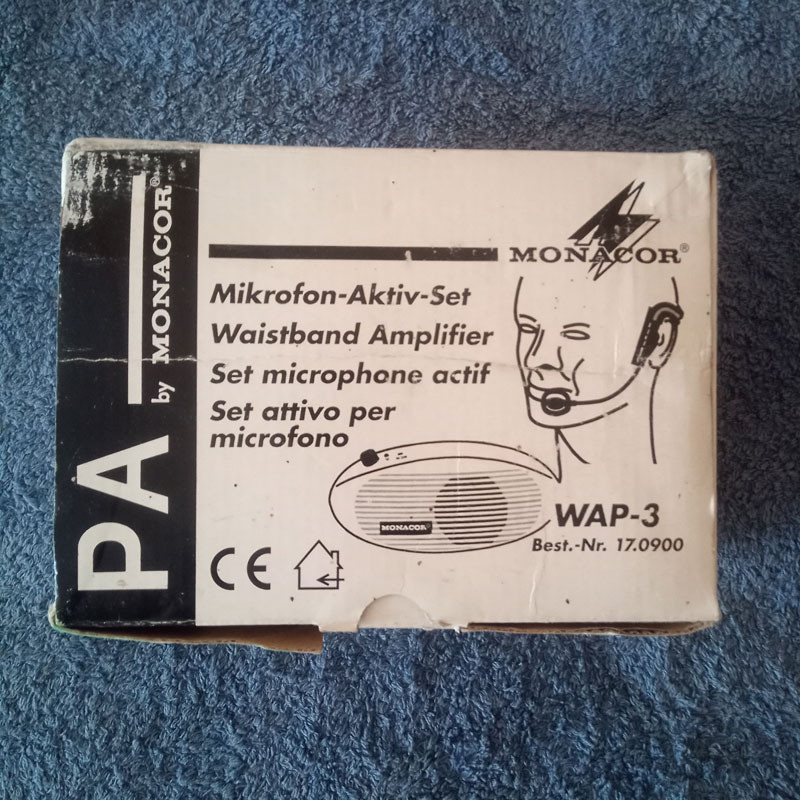 PA by MONACOR®
MONACOR®
Mikrofon-Aktiv-Set
Waistband Amplifier
Set microphone actif
Set attivo per
microfono
MONACOR
WAP-3
Best.-Nr. 17.0900
CE